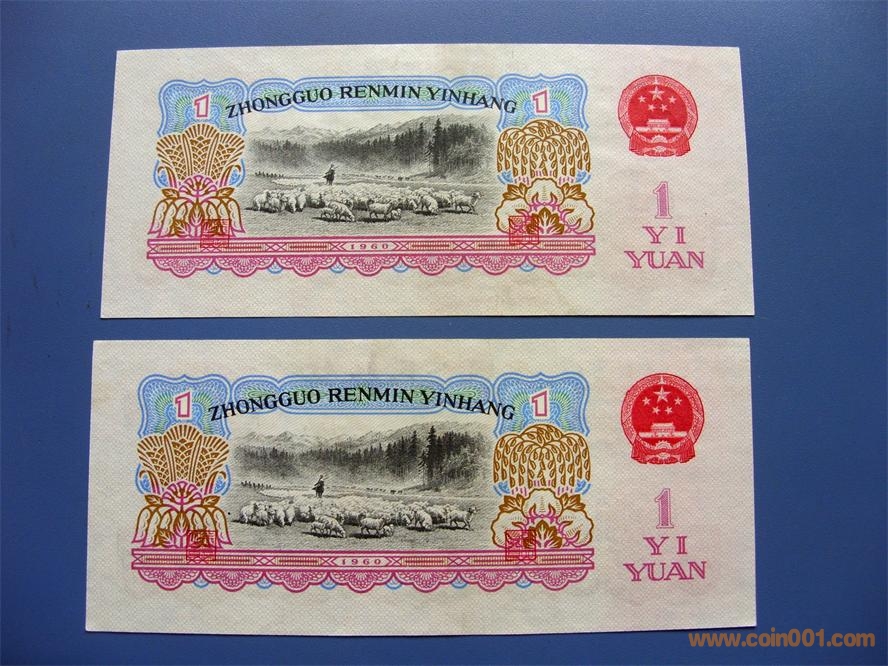 1 ZHONGGUO RENMIN YINHANG 1
1960
1
YI
YUAN
1 ZHONGGUO RENMIN YINHANG 1
1960
1
YI
YUAN
www.coin001.com